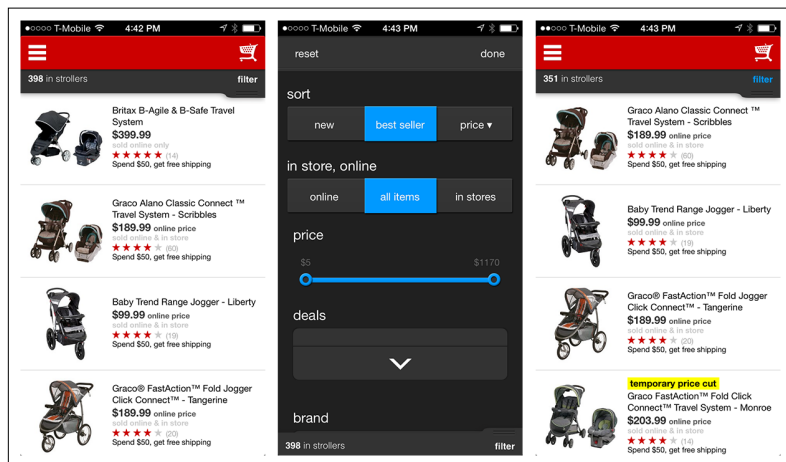 T-Mobile 4:42 PM
398 in strollers filter
Britax B-Agile & B-Safe Travel
System
$399.99
sold online only
(14)
Spend $50, get free shipping
Graco Alano Classic Connect ™
Travel System - Scribbles
$189.99 online price
sold online & in store
(60)
Spend $50, get free shipping
Baby Trend Range Jogger - Liberty
$99.99 online price
sold online & in store
(19)
Spend $50, get free shipping
Graco® FastAction™ Fold Jogger
Click Connect™ - Tangerine
$189.99 online price
sold online & in store
(20)
Spend $50, get free shipping
T-Mobile 4:43 PM
reset done
sort
new best seller price ▾
in store, online
online all items in stores
price
$5 $1170
deals
brand
398 in strollers filter
T-Mobile 4:43 PM
351 in strollers filter
Graco Alano Classic Connect ™
Travel System - Scribbles
$189.99 online price
sold online & in store
(60)
Spend $50, get free shipping
Baby Trend Range Jogger - Liberty
$99.99 online price
sold online & in store
(19)
Spend $50, get free shipping
Graco® FastAction™ Fold Jogger
Click Connect™ - Tangerine
$189.99 online price
sold online & in store
(20)
Spend $50, get free shipping
temporary price cut
Graco FastAction™ Fold Click
Connect™ Travel System - Monroe
$203.99 online price
sold online & in store
(14)
Spend $50, get free shipping